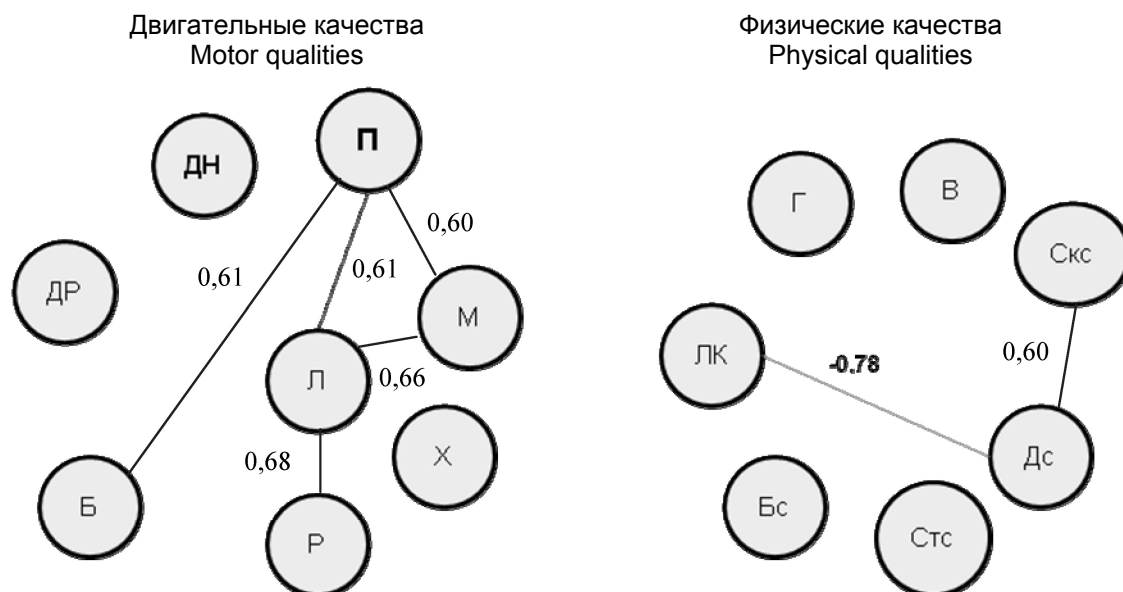 Двигательные качества
Motor qualities
П
ДН
0,60
0,61
0,61
ДР
М
Л
0,66
Х
0,68
Б
Р
Физические качества
Physical qualities
В
Г
Скс
ЛК
-0,78
0,60
Дс
Бс
Стс